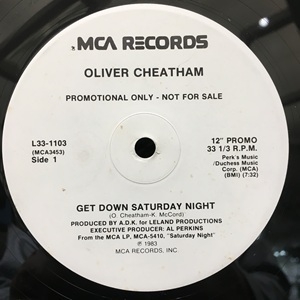 MCA RECORDS
OLIVER CHEATHAM
PROMOTIONAL ONLY - NOT FOR SALE
L33-1103
(MCA3453)
Side 1
12" PROMO
33 1/3 R.P.M.
Perk's Music
/Duchess Music
Corp. (MCA)
(BMI) (7:32)
GET DOWN SATURDAY NIGHT
(O. Cheatham-K. McCord)
PRODUCED BY A.D.K. for LELAND PRODUCTIONS
EXECUTIVE PRODUCER: AL PERKINS
From the MCA LP, MCA-5410, "Saturday Night"
℗1983
MCA RECORDS, INC.